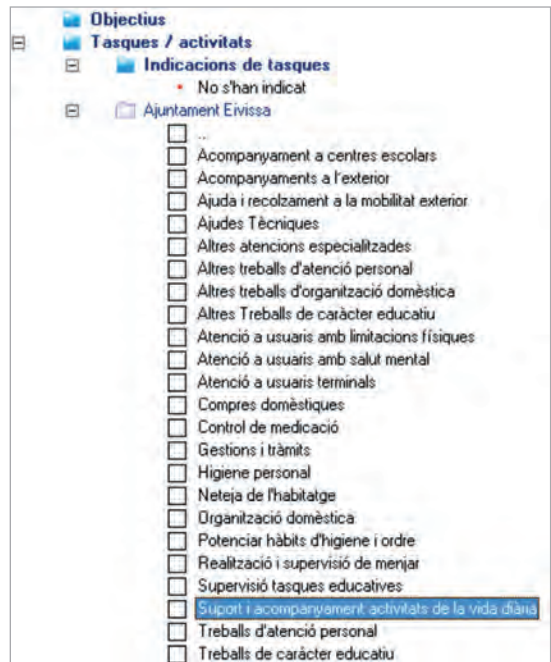 Objectius
Tasques / activitats
Indicacions de tasques
No s'han indicat
Ajuntament Eivissa
..
Acompanyament a centres escolars
Acompanyaments a l'exterior
Ajuda i recolzament a la mobilitat exterior
Ajudes Tècniques
Altres atencions especialitzades
Altres treballs d'atenció personal
Altres treballs d'organització domèstica
Altres Treballs de caràcter educatiu
Atenció a usuaris amb limitacions físiques
Atenció a usuaris amb salut mental
Atenció a usuaris terminals
Compres domèstiques
Control de medicació
Gestions i tràmits
Higiene personal
Neteja de l'habitatge
Organització domèstica
Potenciar hàbits d'higiene i ordre
Realització i supervisió de menjar
Supervisió tasques educatives
Suport i acompanyament activitats de la vida diària
Treballs d'atenció personal
Treballs de caràcter educatiu